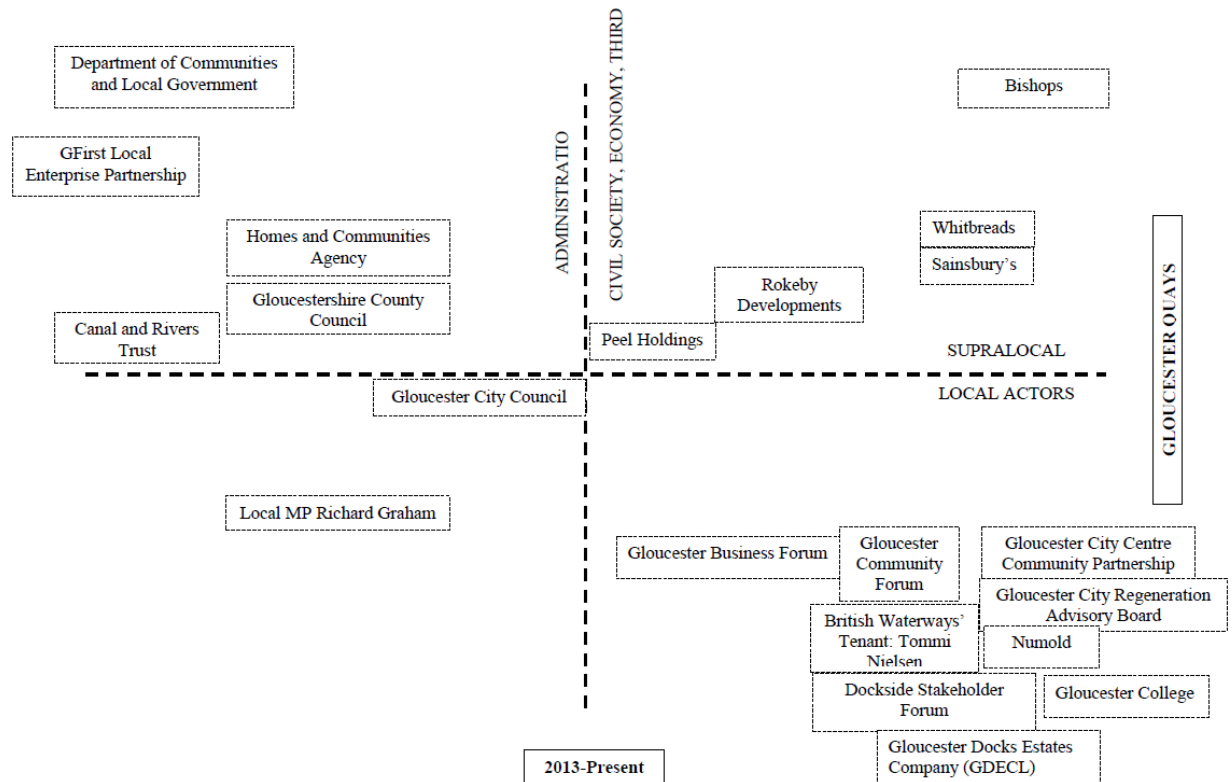 Department of Communities
and Local Government
Bishops
GFirst Local
Enterprise Partnership
ADMINISTRATIO
CIVIL SOCIETY, ECONOMY, THIRD
Homes and Communities
Agency
Whitbreads
Sainsbury's
Gloucestershire County
Council
Rokeby
Developments
Canal and Rivers
Trust
Peel Holdings
SUPRALOCAL
GLOUCESTER QUAYS
Gloucester City Council
LOCAL ACTORS
Local MP Richard Graham
Gloucester Business Forum
Gloucester
Community
Forum
Gloucester City Centre
Community Partnership
Gloucester City Regeneration
Advisory Board
British Waterways'
Tenant: Tommi
Nielsen
Numold
Dockside Stakeholder
Forum
Gloucester College
Gloucester Docks Estates
Company (GDECL)
2013-Present